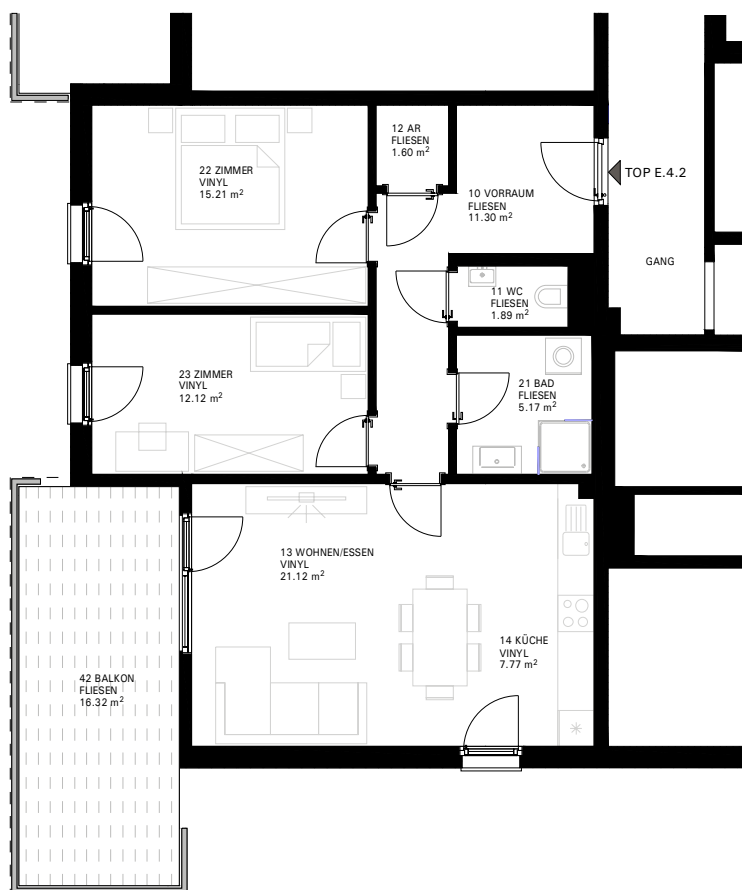 12 AR
FLIESEN
1.60 m²
22 ZIMMER
VINYL
15.21 m²
TOP E.4.2
10 VORRAUM
FLIESEN
11.30 m²
GANG
11 WC
FLIESEN
1.89 m²
23 ZIMMER
VINYL
12.12 m²
21 BAD
FLIESEN
5.17 m²
13 WOHNEN/ESSEN
VINYL
21.12 m²
14 KÜCHE
VINYL
7.77 m²
42 BALKON
FLIESEN
16.32 m²